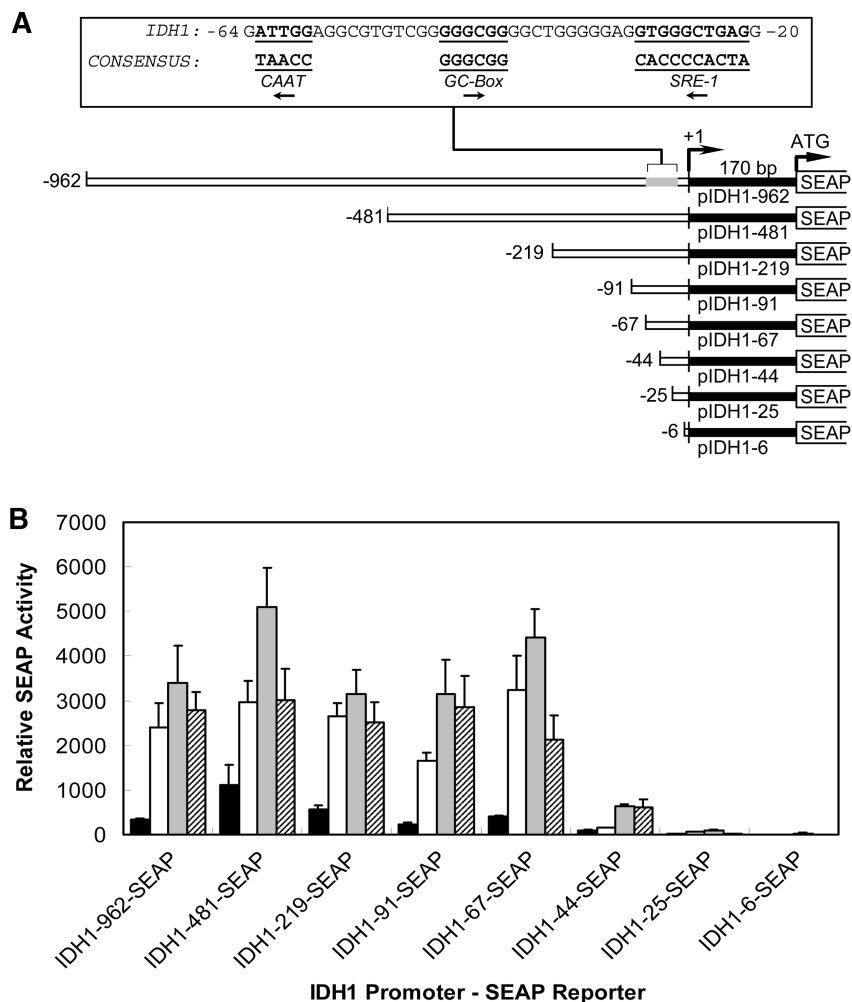 A
IDH1: -64 GATTGGAGGCGTGTCGGGGGCGGGGCTGGGGGAGGTGGGCTGAGG -20
CONSENSUS: TAACC GGGCGG CACCCCACTA
CAAT GC-Box SRE-1
+1 ATG
170 bp
-962 SEAP
pIDH1-962
-481 SEAP
pIDH1-481
-219 SEAP
pIDH1-219
-91 SEAP
pIDH1-91
-67 SEAP
pIDH1-67
-44 SEAP
pIDH1-44
-25 SEAP
pIDH1-25
-6 SEAP
pIDH1-6
B
Relative SEAP Activity
7000
6000
5000
4000
3000
2000
1000
0
IDH1-962-SEAP
IDH1-481-SEAP
IDH1-219-SEAP
IDH1-91-SEAP
IDH1-67-SEAP
IDH1-44-SEAP
IDH1-25-SEAP
IDH1-6-SEAP
IDH1 Promoter - SEAP Reporter